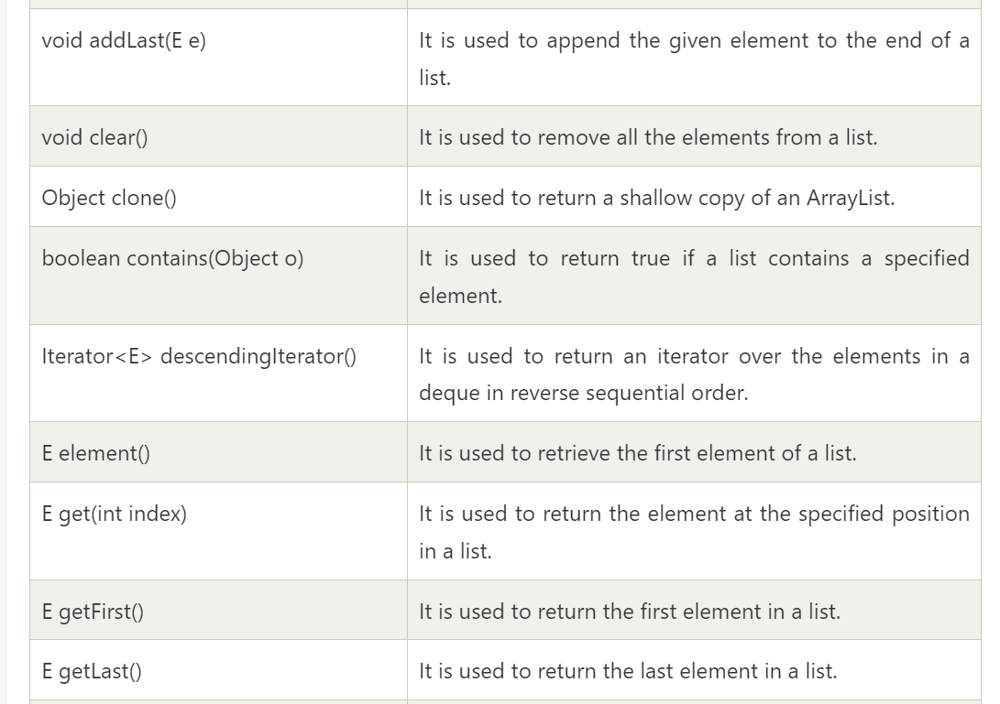 void addLast(E e)
It is used to append the given element to the end of a
list.
void clear()
It is used to remove all the elements from a list.
Object clone()
It is used to return a shallow copy of an ArrayList.
boolean contains(Object o)
It is used to return true if a list contains a specified
element.
Iterator<E> descendingIterator()
It is used to return an iterator over the elements in a
deque in reverse sequential order.
E element()
It is used to retrieve the first element of a list.
E get(int index)
It is used to return the element at the specified position
in a list.
E getFirst()
It is used to return the first element in a list.
E getLast()
It is used to return the last element in a list.